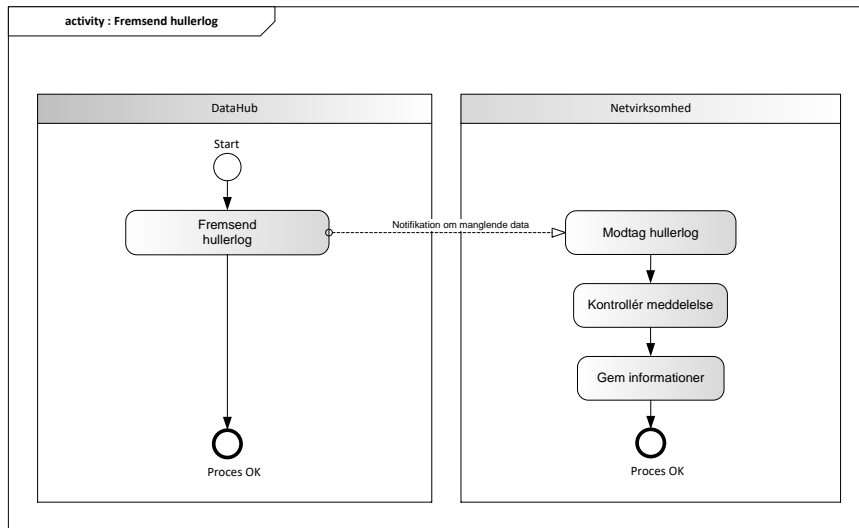 activity : Fremsend hullerlog
DataHub
Netvirksomhed
Start
Fremsend
hullerlog
Notifikation om manglende data
Modtag hullerlog
Kontrollér meddelelse
Gem informationer
Proces OK
Proces OK